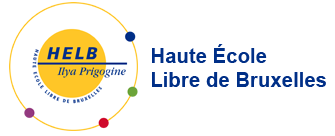 HELB
Ilya Prigogine
HAUTE ÉCOLE LIBRE DE BRUXELLES
Haute École
Libre de Bruxelles